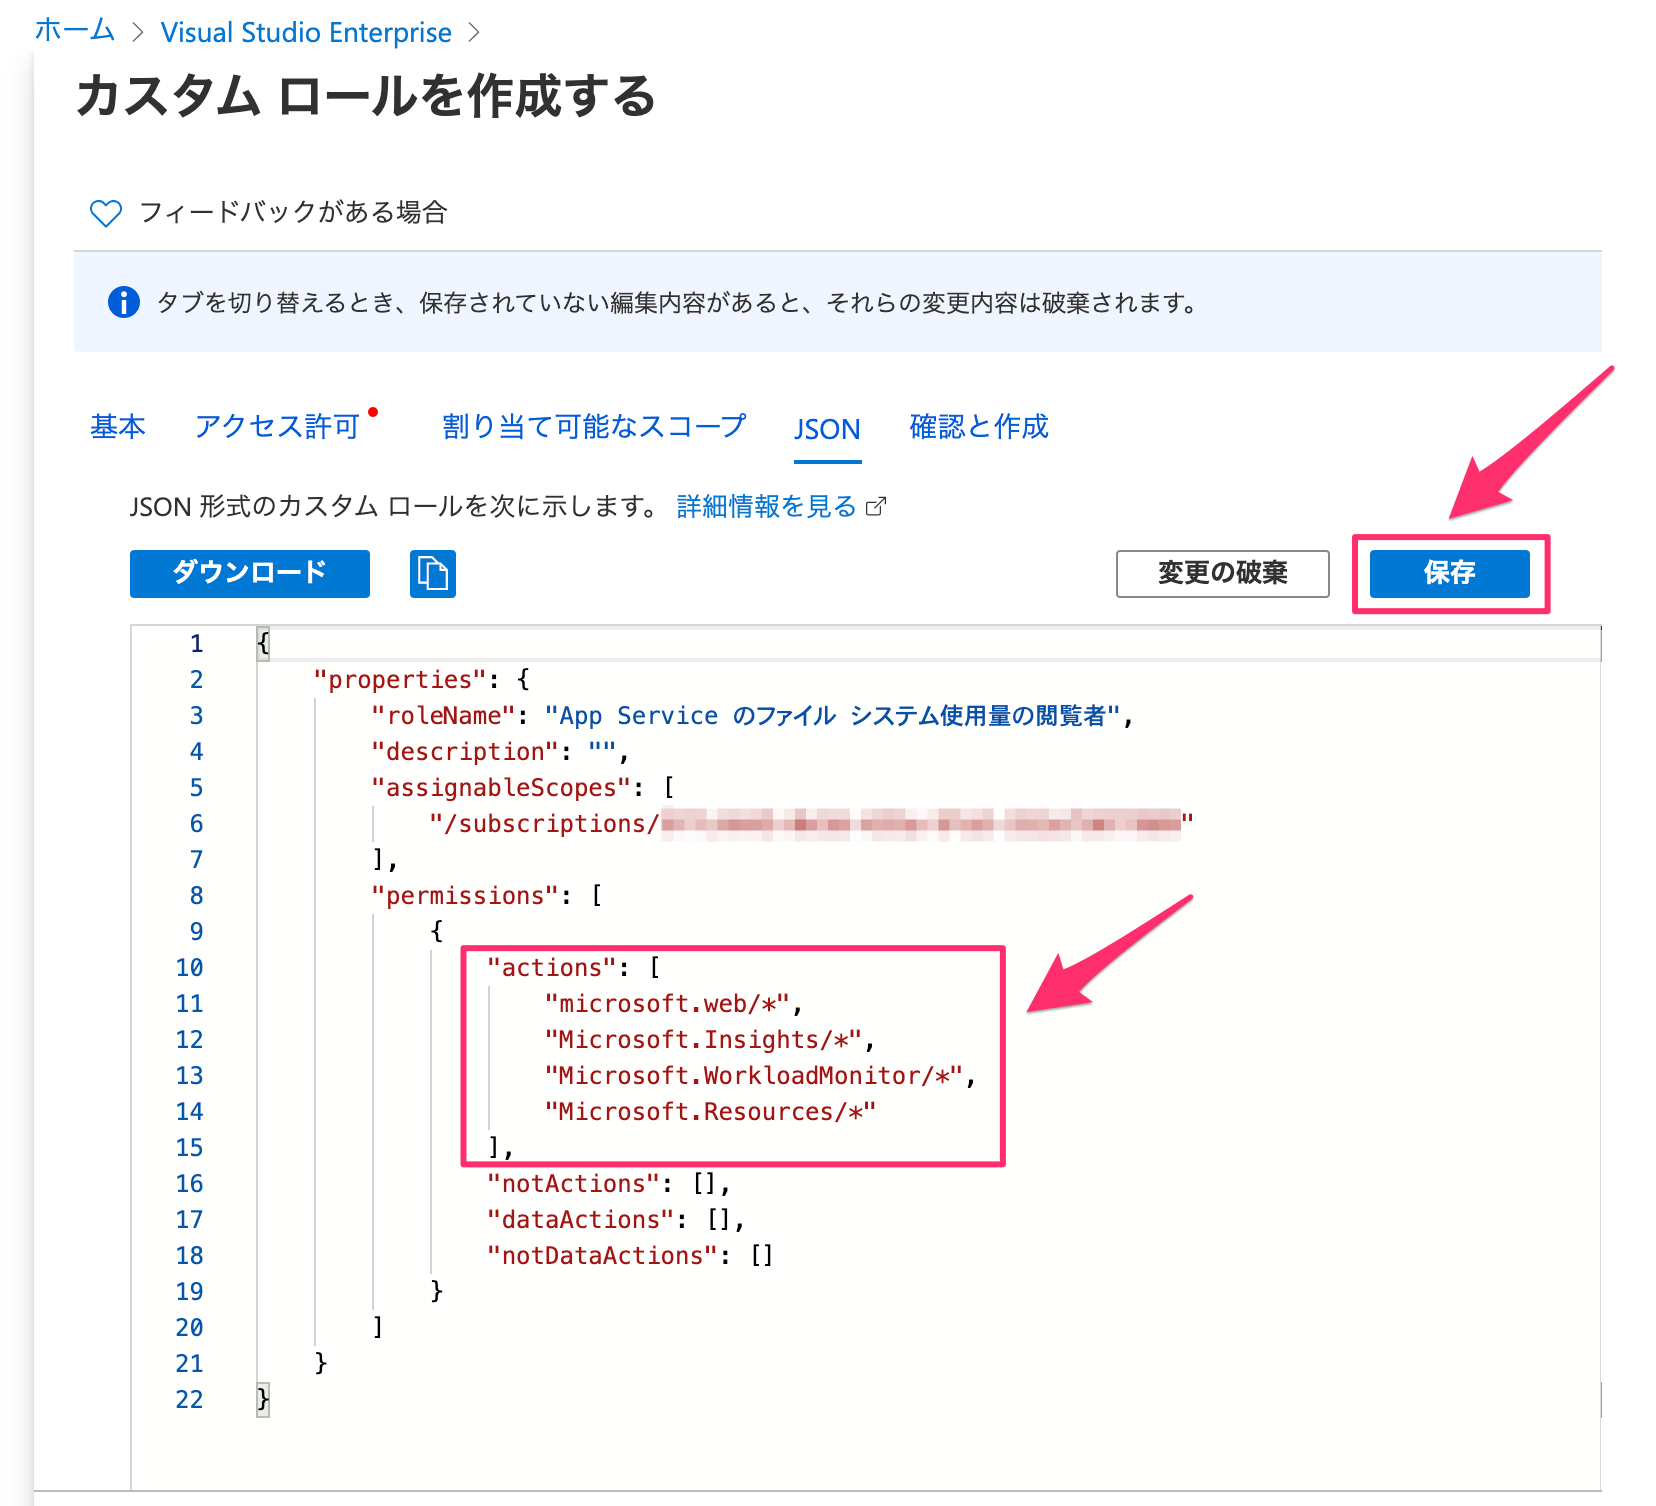 ホーム > Visual Studio Enterprise >
カスタム ロールを作成する
フィードバックがある場合
タブを切り替えるとき、保存されていない編集内容があると、それらの変更内容は破棄されます。
基本 アクセス許可 割り当て可能なスコープ JSON 確認と作成
JSON 形式のカスタム ロールを次に示します。 詳細情報を見る
ダウンロード 変更の破棄 保存
1 {
2 "properties": {
3 "roleName": "App Service のファイル システム使用量の閲覧者",
4 "description": "",
5 "assignableScopes": [
6 "/subscriptions/ "
7 ],
8 "permissions": [
9 {
10 "actions": [
11 "microsoft.web/*",
12 "Microsoft.Insights/*",
13 "Microsoft.WorkloadMonitor/*",
14 "Microsoft.Resources/*"
15 ],
16 "notActions": [],
17 "dataActions": [],
18 "notDataActions": []
19 }
20 ]
21 }
22 }